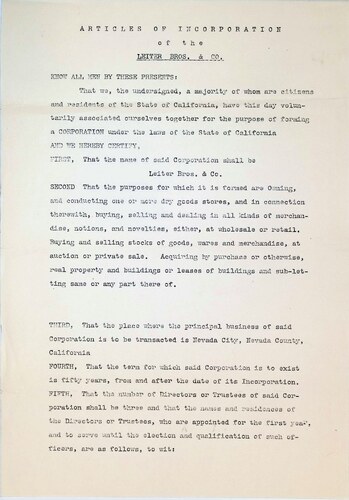 ARTICLES OF INCORPORATION
of the
LEITER BROS. & CO.
KNOW ALL MEN BY THESE PRESENTS:
That we, the undersigned, a majority of whom are citizens
and residents of the State of California, have this day volun-
tarily associated ourselves together for the purpose of forming
a CORPORATION under the laws of the State of California
AND WE HEREBY CERTIFY,
FIRST, That the name of said Corporation shall be
Leiter Bros. & Co.
SECOND That the purposes for which it is formed are Owning,
and conducting one or more dry goods stores, and in connection
therewith, buying, selling and dealing in all kinds of merchan-
dise, notions, and novelties, either, at wholesale or retail.
Buying and selling stocks of goods, wares and merchandise, at
auction or private sale. Acquiring by purchase or otherwise,
real property and buildings or leases of buildings and sub-let-
ting same or any part there of.
THIRD, That the place where the principal business of said
Corporation is to be transacted is Nevada City, Nevada County,
California
FOURTH, That the term for which said Corporation is to exist
is fifty years, from and after the date of its Incorporation.
FIFTH, That the number of Directors or Trustees of said Cor-
poration shall be three and that the names and residences of
the Directors or Trustees, who are appointed for the first year,
and to serve until the election and qualification of such of-
ficers, are as follows, to wit: